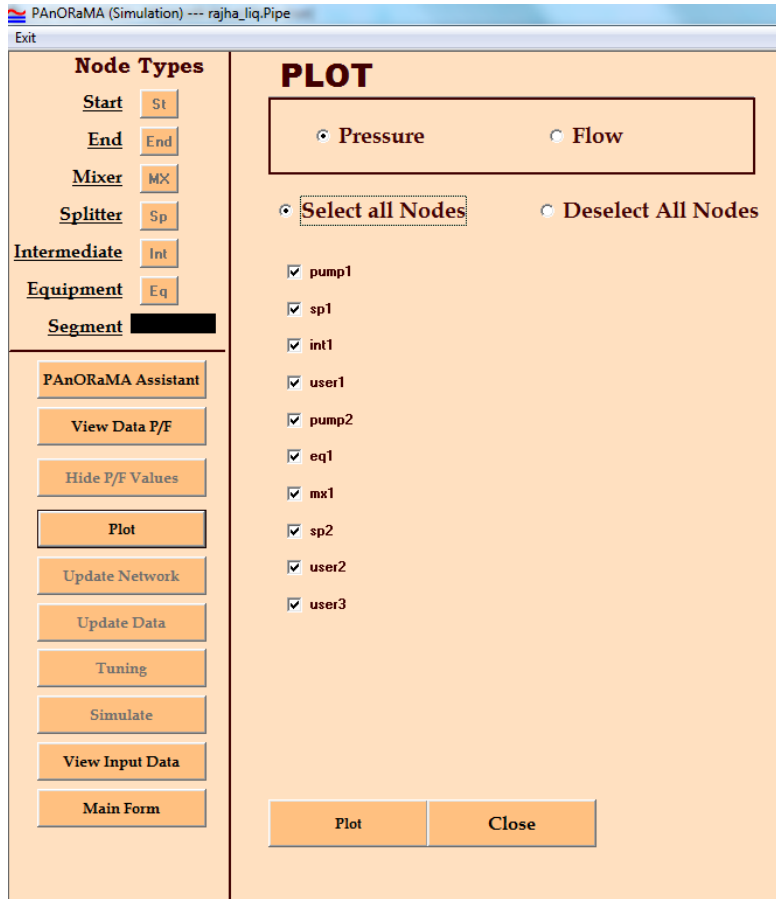 PAnORaMA (Simulation) --- rajha_liq.Pipe
Exit
Node Types
Start St
End End
Mixer MX
Splitter Sp
Intermediate Int
Equipment Eq
Segment
PAnORaMA Assistant
View Data P/F
Hide P/F Values
Plot
Update Network
Update Data
Tuning
Simulate
View Input Data
Main Form
PLOT
Pressure Flow
Select all Nodes Deselect All Nodes
pump1
sp1
int1
user1
pump2
eq1
mx1
sp2
user2
user3
Plot Close